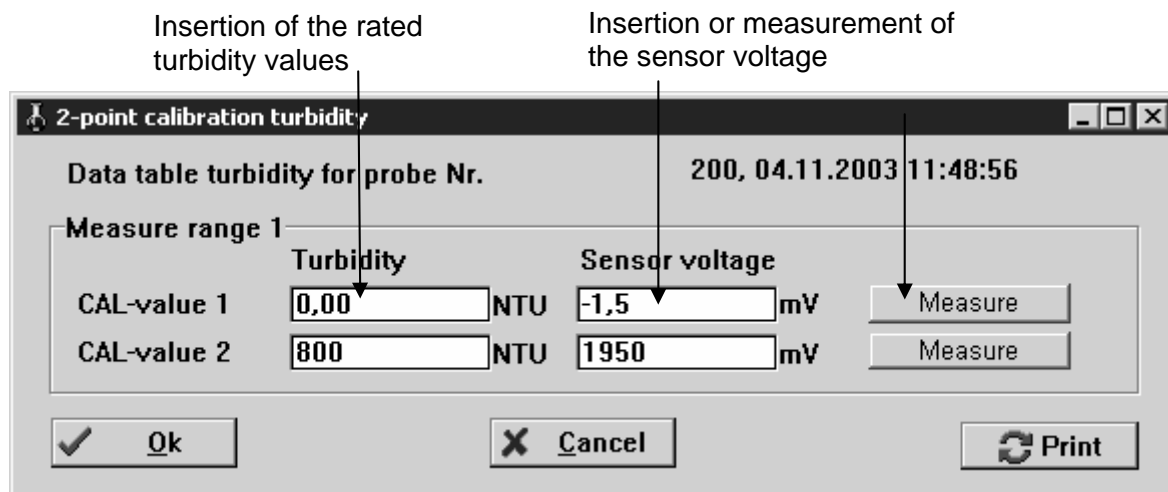 Insertion of the rated
turbidity values
Insertion or measurement of
the sensor voltage
2-point calibration turbidity
Data table turbidity for probe Nr. 200, 04.11.2003 11:48:56
Measure range 1
Turbidity Sensor voltage
CAL-value 1 0,00 NTU -1,5 mV Measure
CAL-value 2 800 NTU 1950 mV Measure
Ok Cancel Print